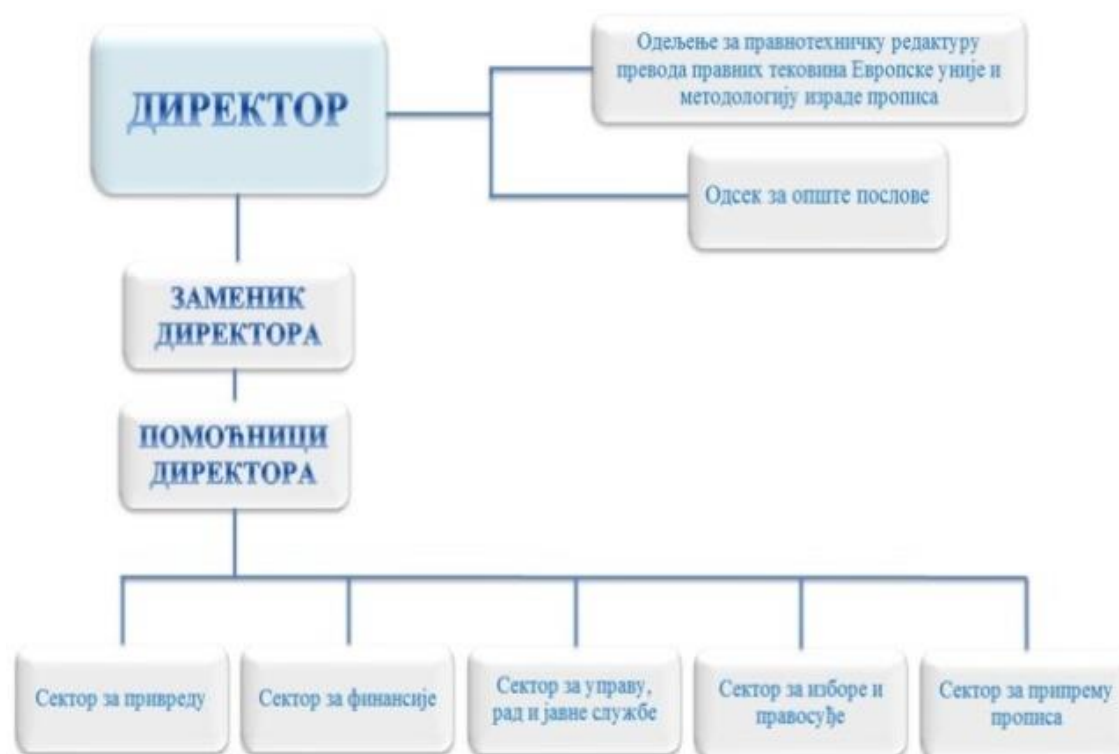 ДИРЕКТОР
Одељење за правнотехничку редактуру
превода правних тековина Европске уније и
методологију израде прописа
Одсек за опште послове
ЗАМЕНИК
ДИРЕКТОРА
ПОМОЋНИЦИ
ДИРЕКТОРА
Сектор за привреду
Сектор за финансије
Сектор за управу,
рад и јавне службе
Сектор за изборе и
правосуђе
Сектор за припрему
прописа